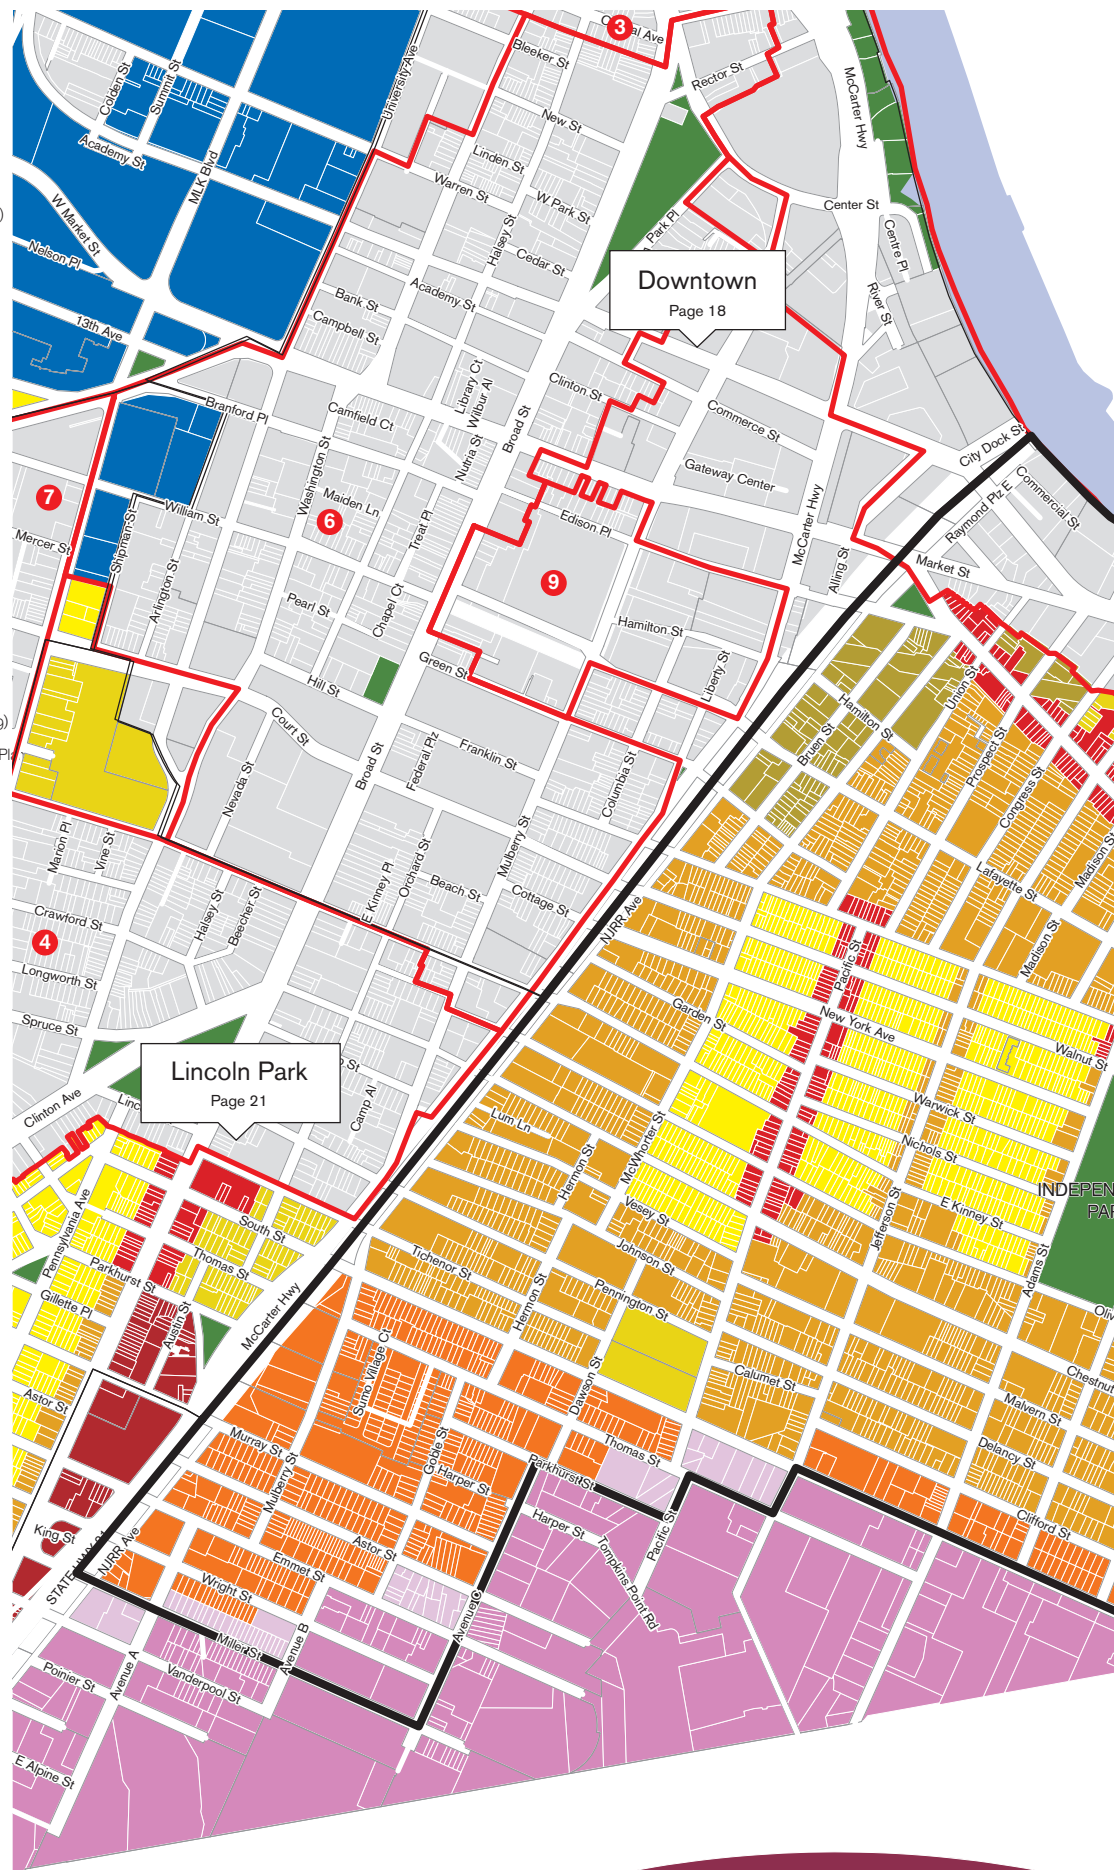 3
Central Ave
Bleeker St
Rector St
University Ave
Colden St
Summit St
McCarter Hwy
New St
Academy St
Linden St
MLK Blvd
Warren St
W Park St
W Market St
Center St
Halsey St
Park Pl
Centre Pl
Nelson Pl
Cedar St
Downtown
Page 18
Academy St
Bank St
River St
Campbell St
13th Ave
Library Ct
Wilbur Al
Clinton St
Branford Pl
Camfield Ct
Commerce St
Broad St
City Dock St
Nutria St
Washington St
Gateway Center
Commercial St
Raymond Plz E
7
Maiden Ln
6
William St
Edison Pl
McCarter Hwy
Treat Pl
Shipman St
Mercer St
Market St
Alling St
9
Arlington St
Pearl St
Chapel Ct
Hamilton St
Green St
Liberty St
Union St
Hill St
Hamilton St
Court St
Bruen St
Prospect St
Franklin St
Federal Plz
Broad St
Nevada St
Columbia St
Congress St
Mulberry St
Marion Pl
Vine St
Orchard St
Madison St
Lafayette St
E Kinney Pl
Beach St
Cottage St
Crawford St
Halsey St
Beecher St
4
NJRR Ave
Madison St
Pacific St
Longworth St
Spruce St
Garden St
New York Ave
Walnut St
Lincoln Park
Page 21
Clinton Ave
Camp Al
Warwick St
Lum Ln
McWhorter St
Nichols St
Hermon St
INDEPEN
PAR
Pennsylvania Ave
South St
Vesey St
E Kinney St
Jefferson St
Thomas St
Tichenor St
Johnson St
Parkhurst St
Adams St
Gillette Pl
Pennington St
Austin St
McCarter Hwy
Hermon St
Sumo Village Ct
Calumet St
Chestnut
Astor St
Dawson St
Malvern St
Murray St
Goble St
Thomas St
Delancy St
Harper St
Parkhurst St
Mulberry St
Clifford St
King St
Harper St
Pacific St
NJRR Ave
Astor St
Emmet St
Tompkins Point Rd
Wright St
Avenue C
Miller St
Avenue B
Avenue A
Poinier St
Vanderpool St
E Alpine St